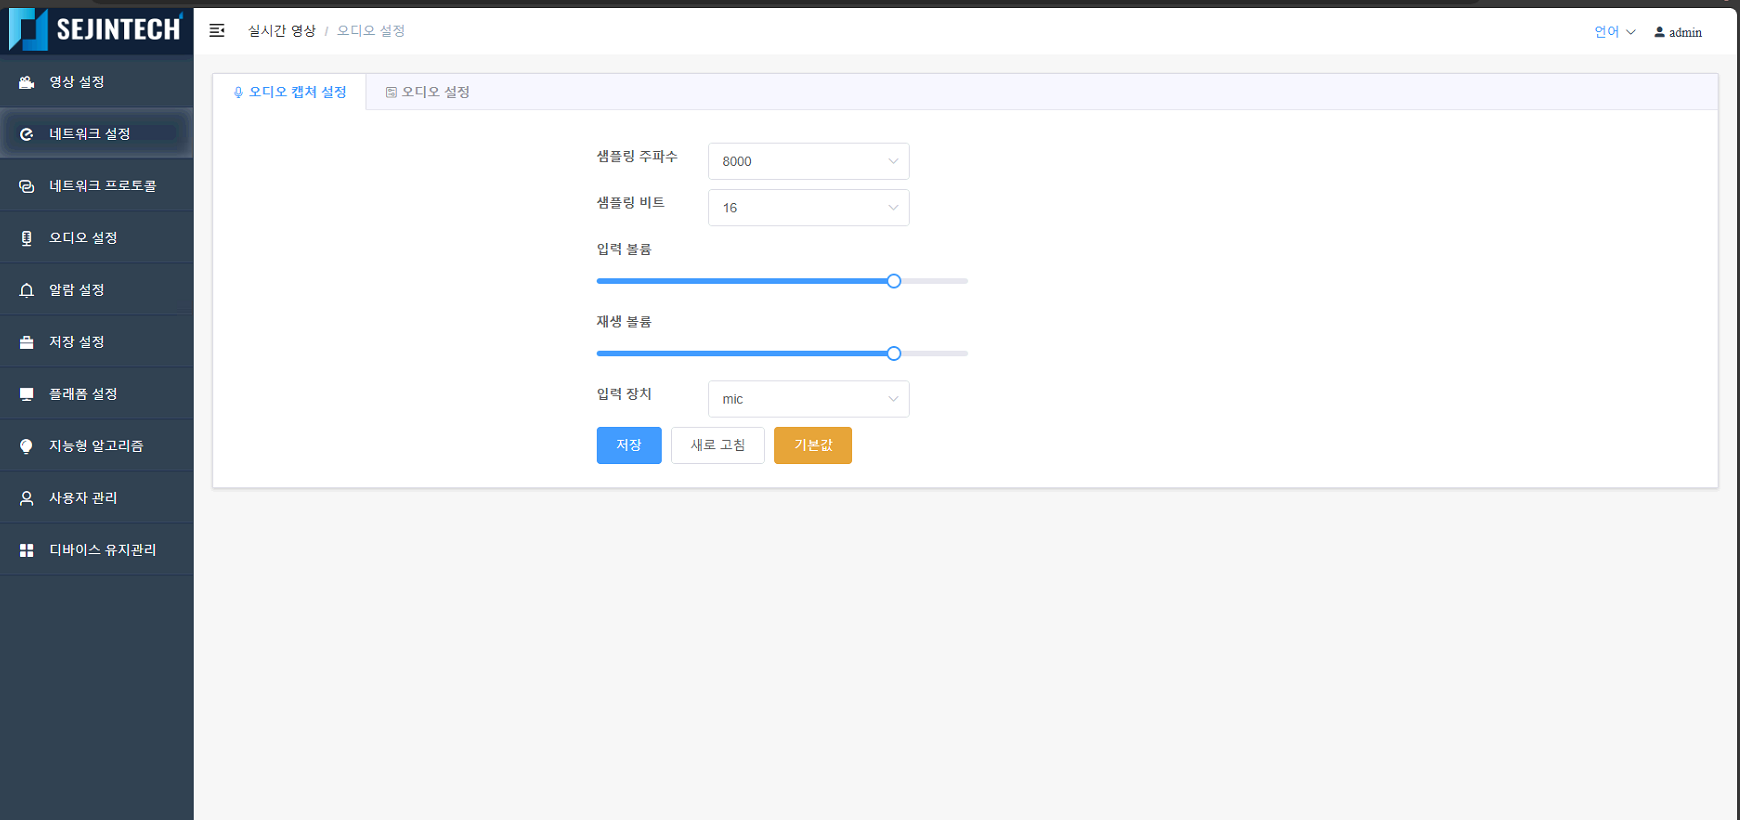 SEJINTECH
실시간 영상 / 오디오 설정
언어
admin
영상 설정
네트워크 설정
네트워크 프로토콜
오디오 설정
알람 설정
저장 설정
플래폼 설정
지능형 알고리즘
사용자 관리
디바이스 유지관리
오디오 캡쳐 설정
오디오 설정
샘플링 주파수
8000
샘플링 비트
16
입력 볼륨
재생 볼륨
입력 장치
mic
저장
새로 고침
기본값